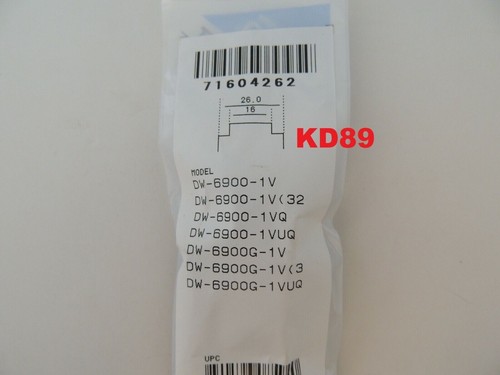 71604262
26.0
16
KD89
MODEL
DW-6900-1V
DW-6900-1V(32
DW-6900-1VQ
DW-6900-1VUQ
DW-6900G-1V
DW-6900G-1V(3
DW-6900G-1VUQ
UPC